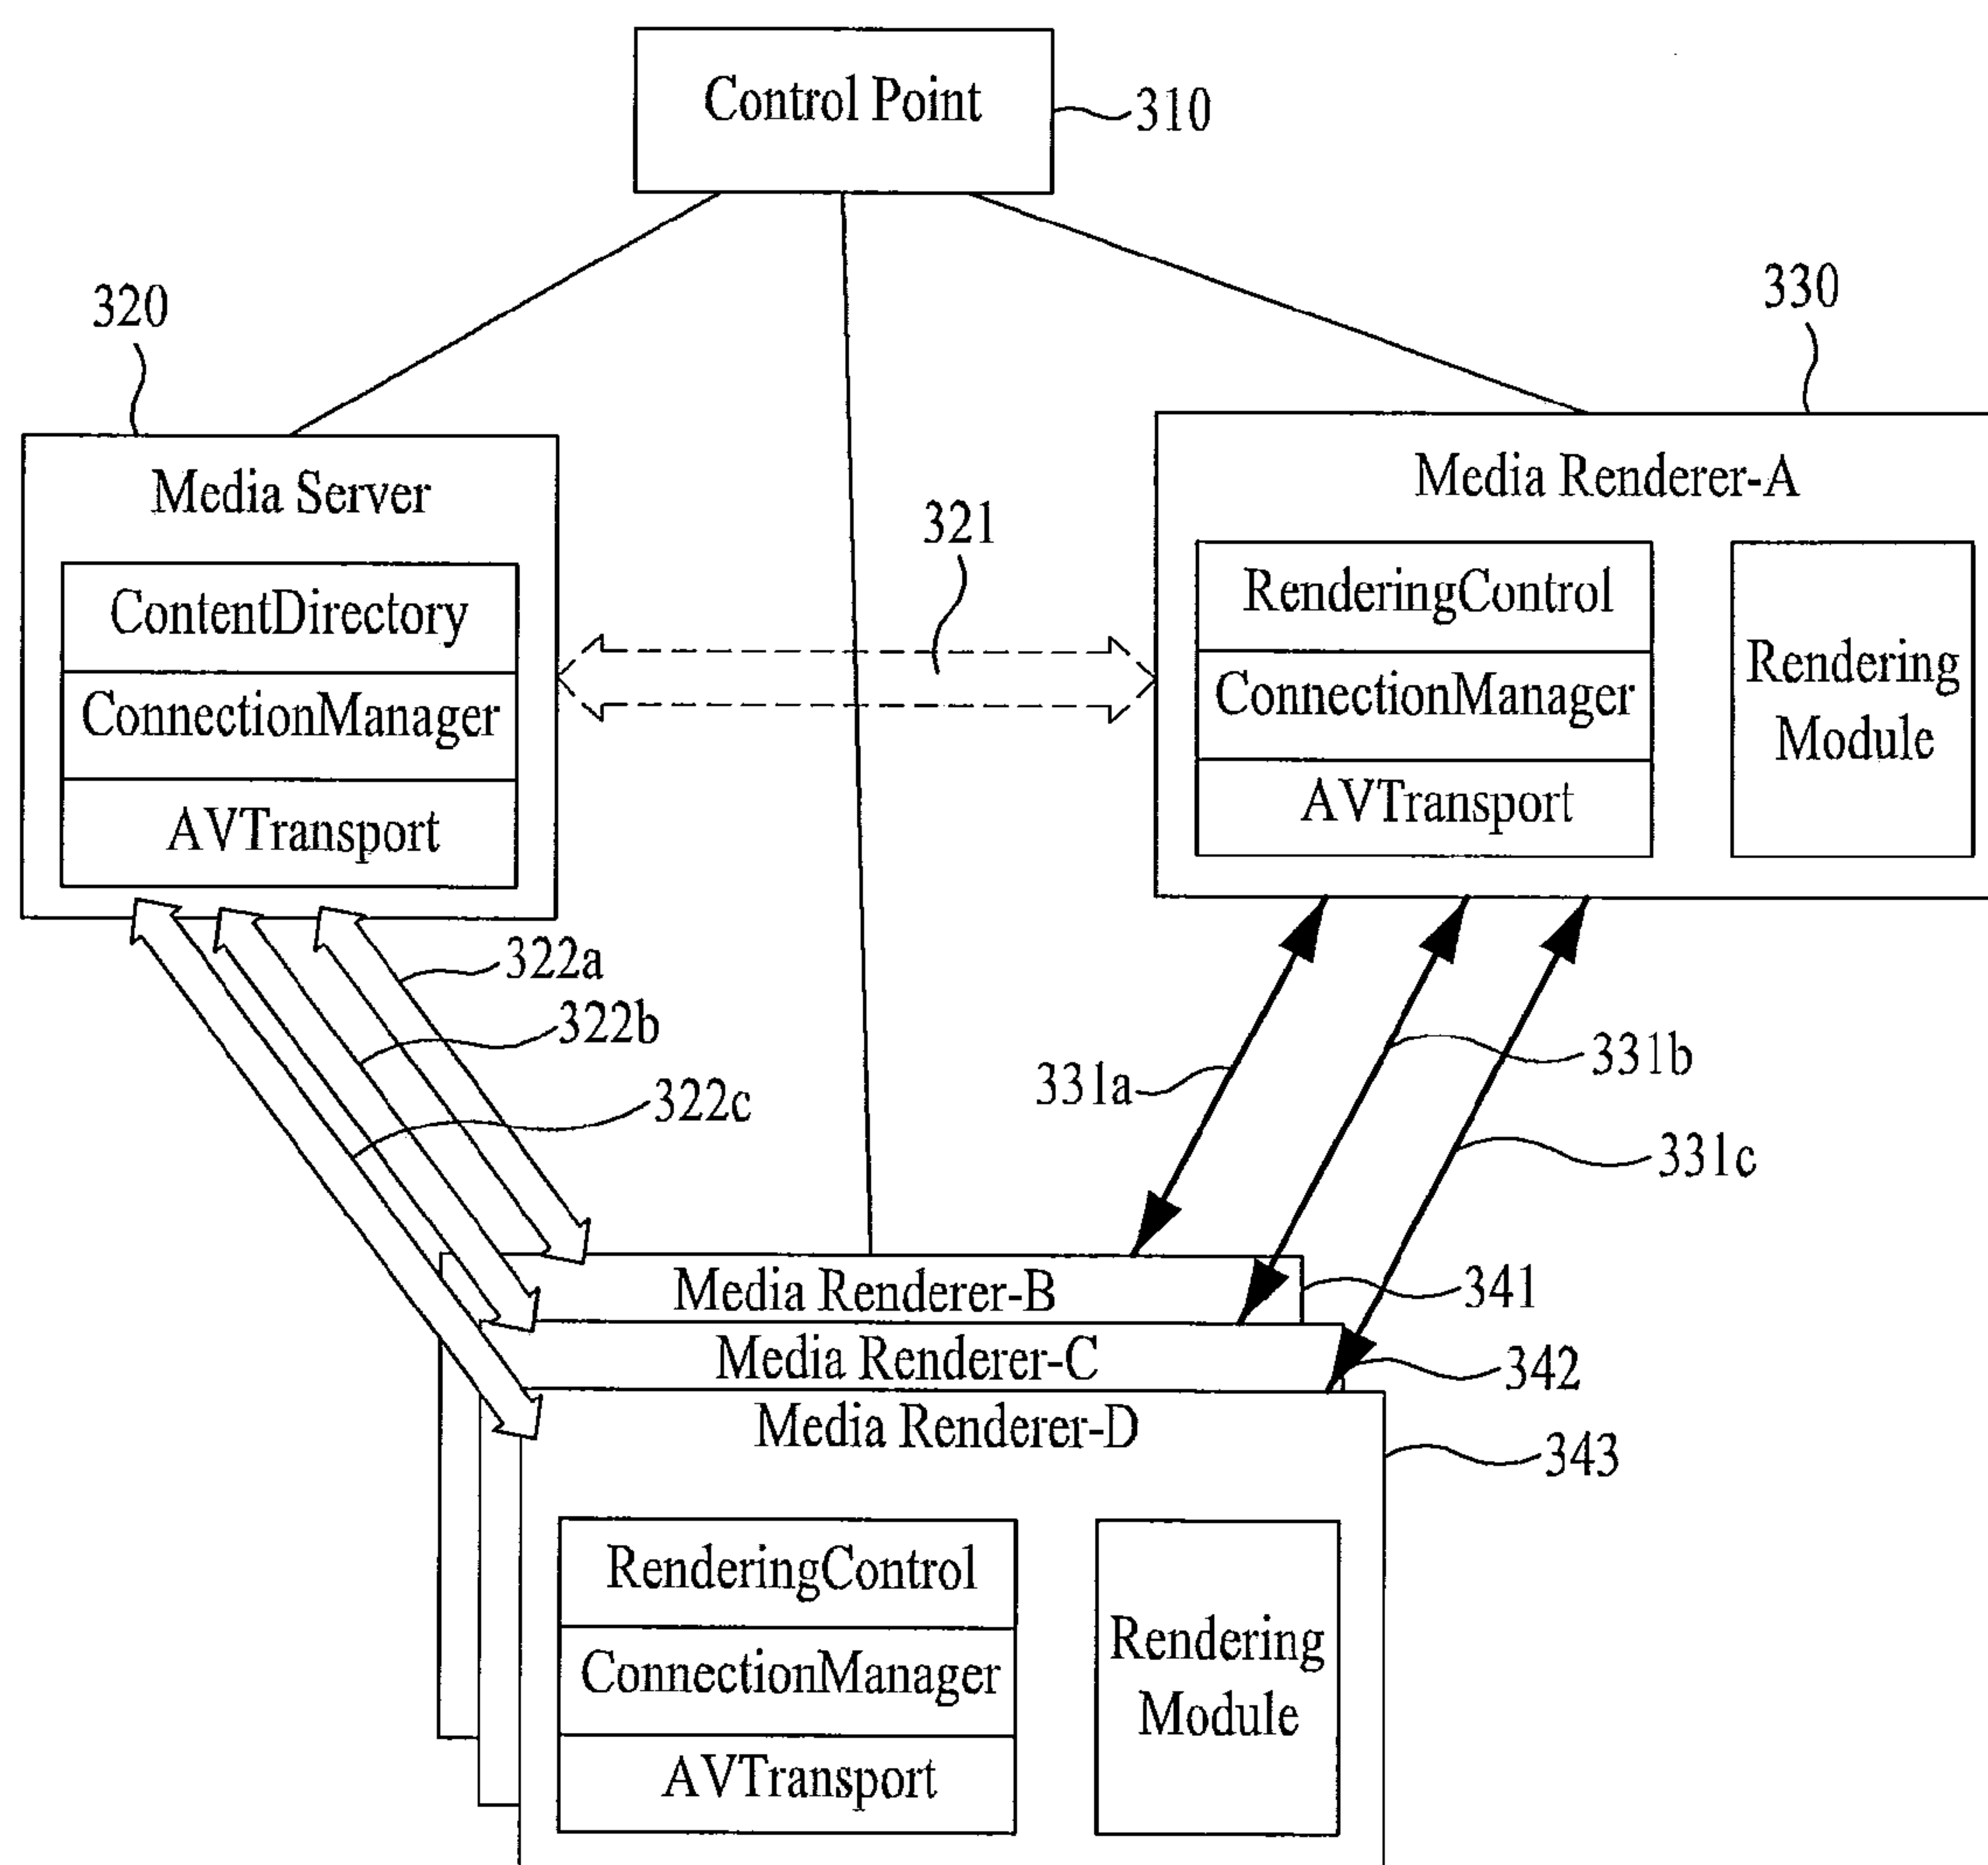 Control Point
310
320
330
Media Server
ContentDirectory
ConnectionManager
AVTransport
321
Media Renderer-A
RenderingControl
ConnectionManager
AVTransport
Rendering
Module
322a
322b
322c
331a
331b
331c
Media Renderer-B
341
Media Renderer-C
342
Media Renderer-D
343
RenderingControl
ConnectionManager
AVTransport
Rendering
Module